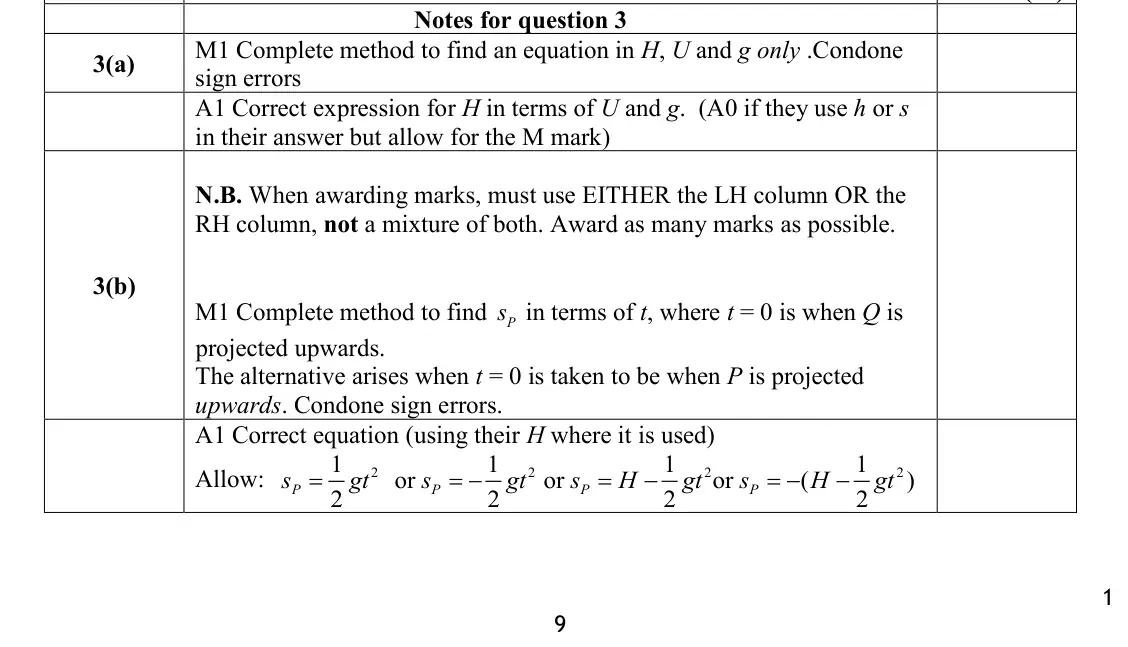 Notes for question 3
3(a)
M1 Complete method to find an equation in H, U and g only .Condone
sign errors
A1 Correct expression for H in terms of U and g.  (A0 if they use h or s
in their answer but allow for the M mark)
3(b)
N.B. When awarding marks, must use EITHER the LH column OR the
RH column, not a mixture of both. Award as many marks as possible.
M1 Complete method to find s_P in terms of t, where t = 0 is when Q is
projected upwards.
The alternative arises when t = 0 is taken to be when P is projected
upwards. Condone sign errors.
A1 Correct equation (using their H where it is used)
Allow: s_P = 1/2 gt² or s_P = −1/2 gt² or s_P = H − 1/2 gt² or s_P = −(H − 1/2 gt²)
1
9